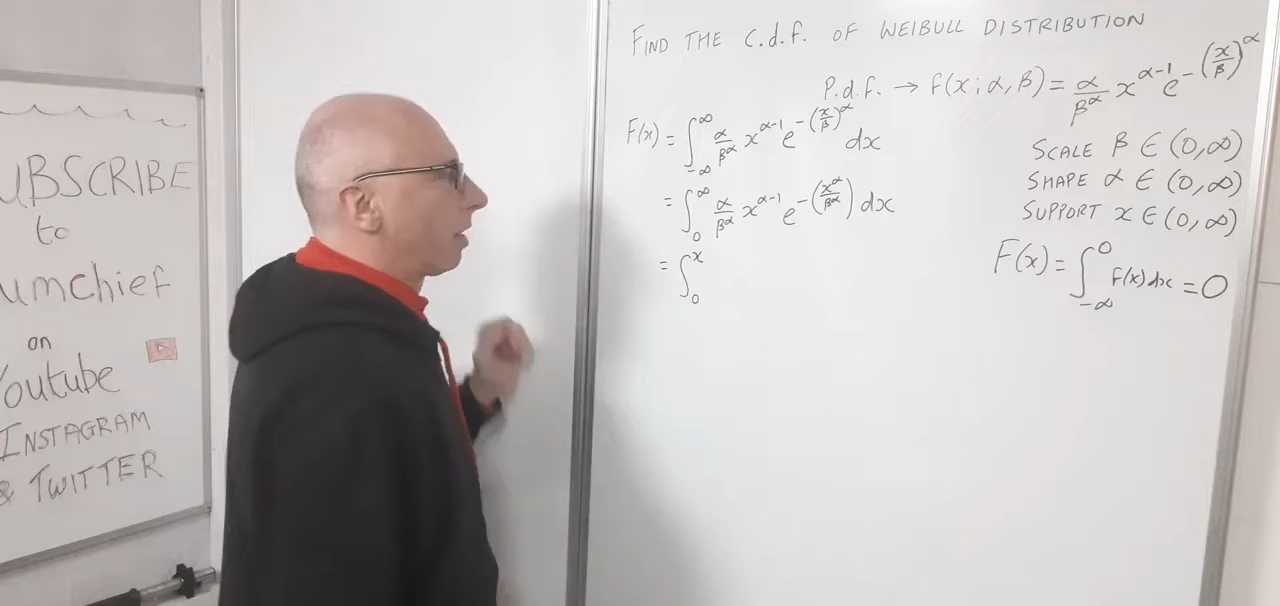 UBSCRIBE
to
umchief
on
Youtube
INSTAGRAM
& TWITTER
FIND THE C.d.f. OF WEIBULL DISTRIBUTION
P.d.f. → f(x; α, β) = α/β^α x^(α-1) e^-(x/β)^α
F(x) = ∫_-∞^∞ α/β^α x^(α-1) e^-(x/β)^α dx
= ∫_0^∞ α/β^α x^(α-1) e^-(x^α/β^α) dx
= ∫_0^x
SCALE β ∈ (0,∞)
SHAPE α ∈ (0,∞)
SUPPORT x ∈ (0,∞)
F(x) = ∫_-∞^0 f(x) dx = 0